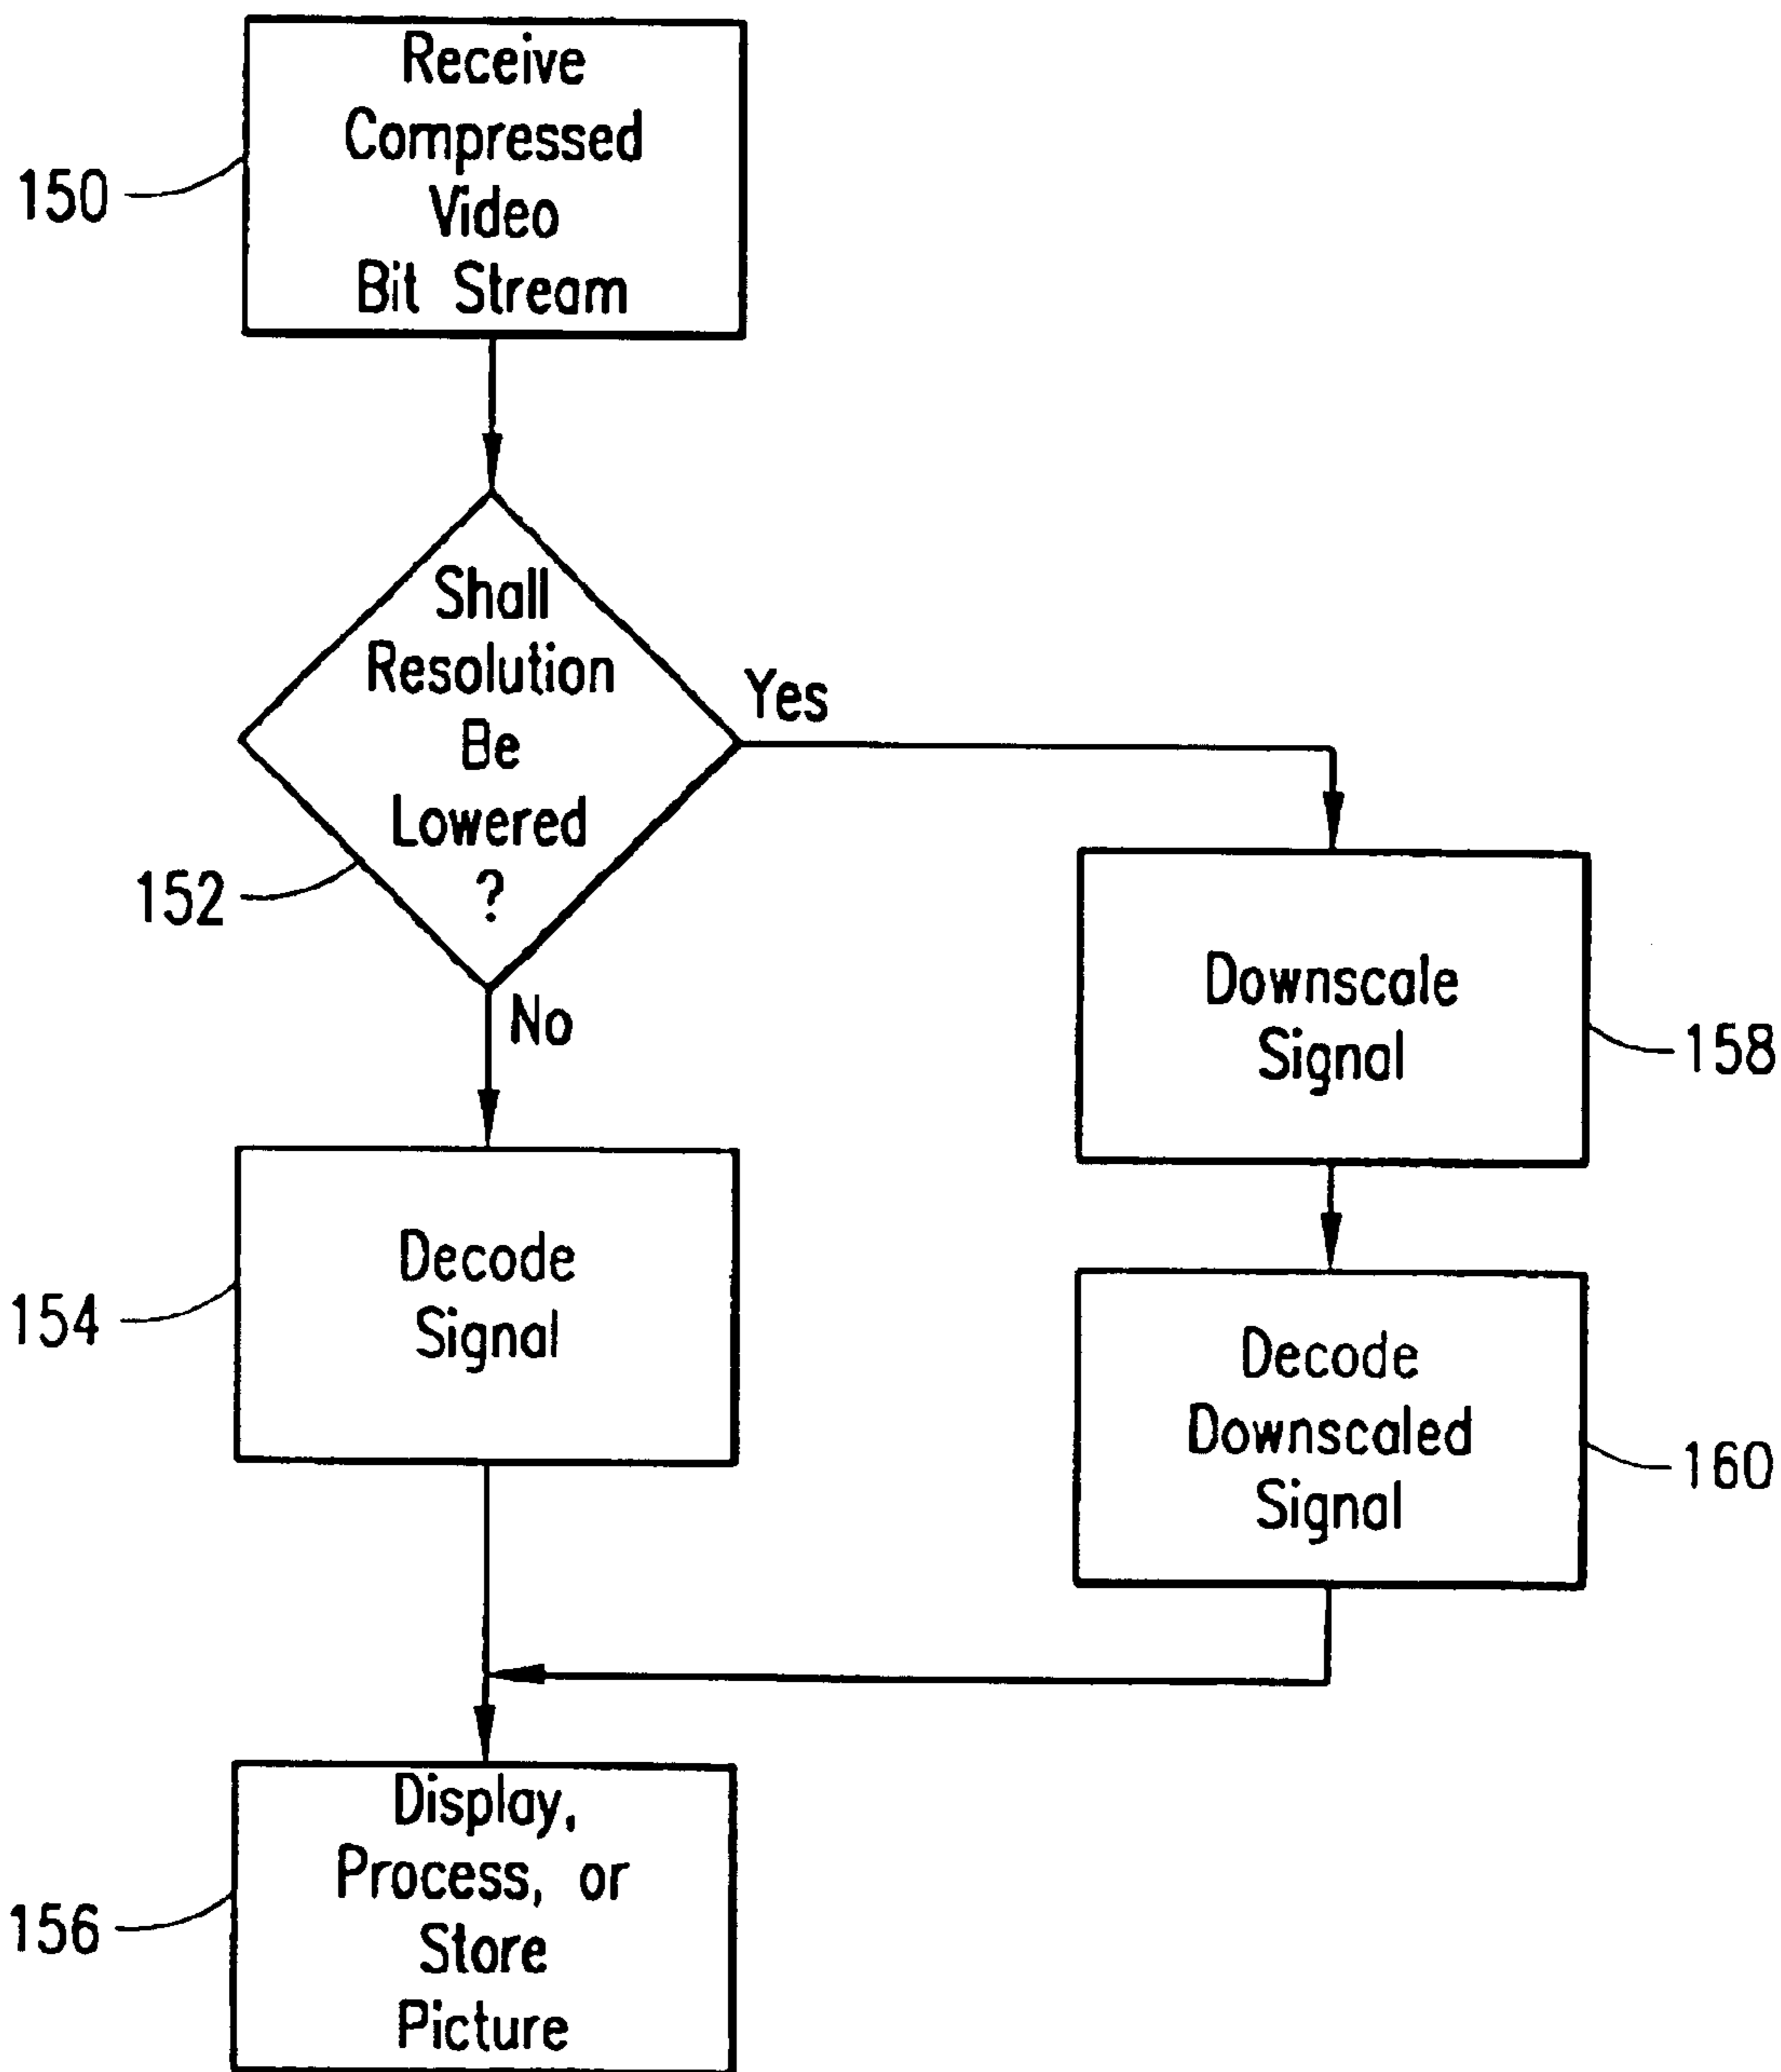 Receive
Compressed
Video
Bit Stream
150
Shall
Resolution
Be
Lowered
?
152
Yes
No
Downscale
Signal
158
Decode
Signal
154
Decode
Downscaled
Signal
160
Display,
Process, or
Store
Picture
156